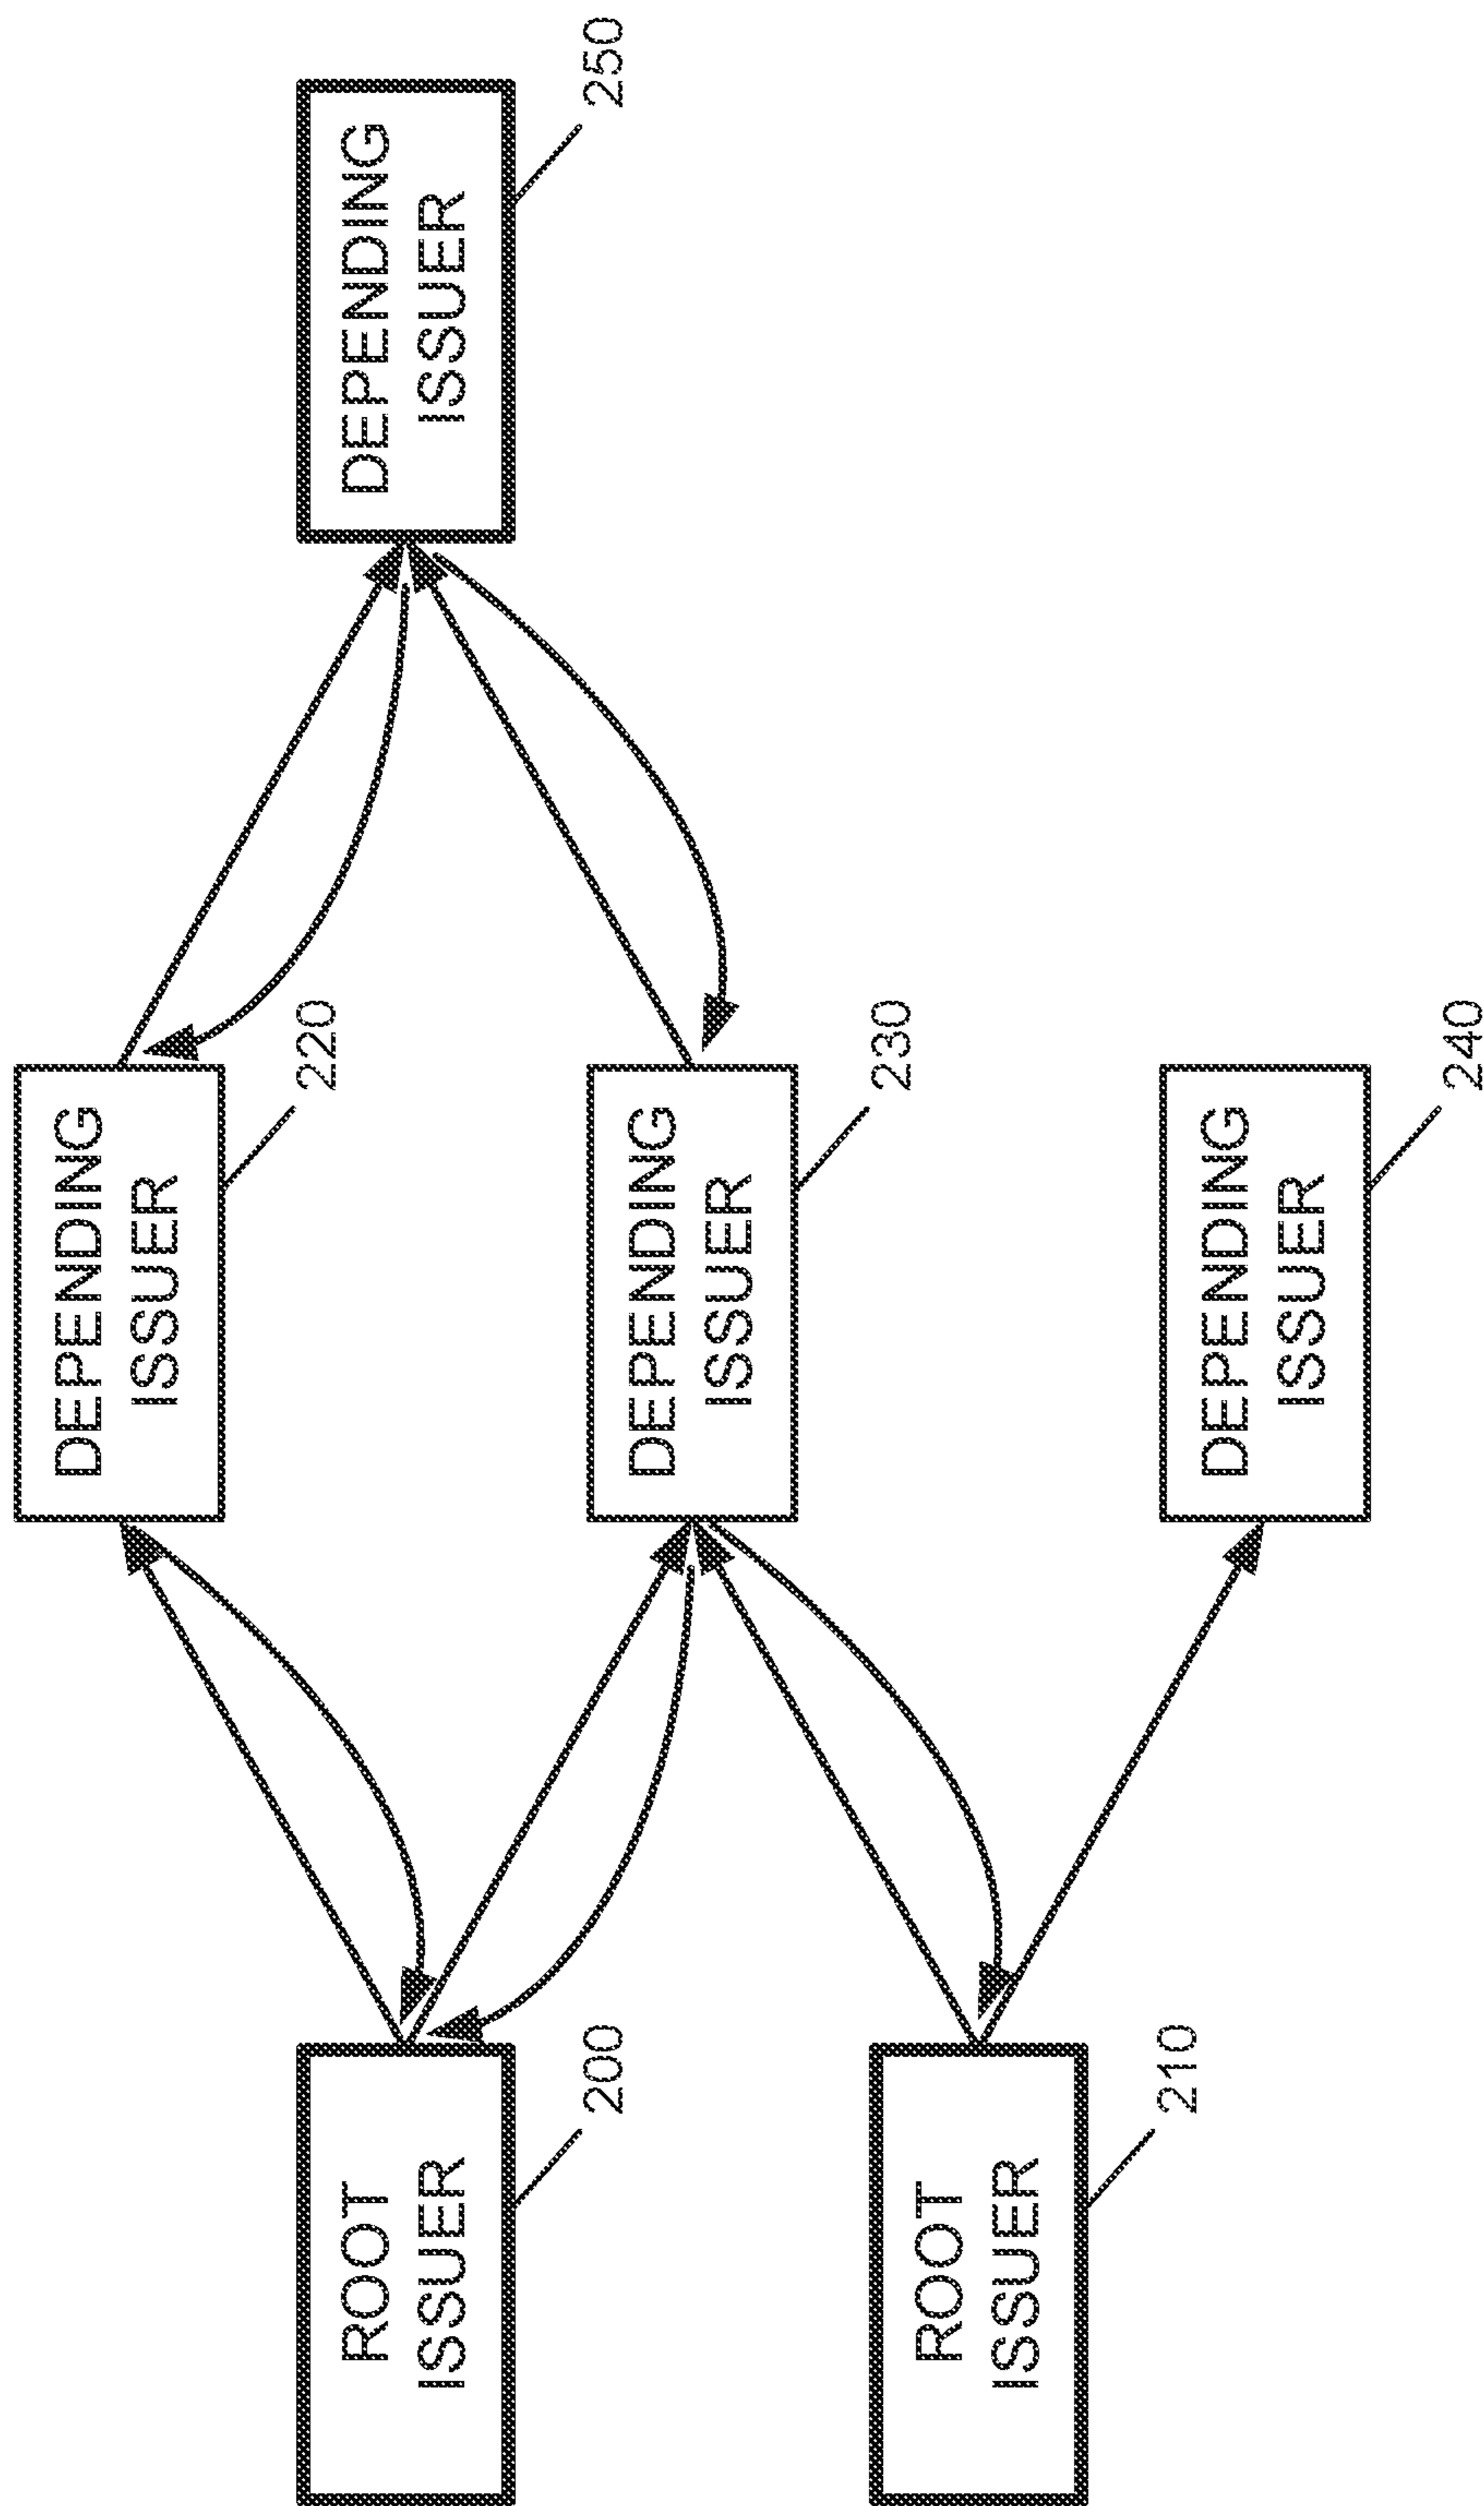 ROOT
ISSUER
200
ROOT
ISSUER
210
DEPENDING
ISSUER
220
DEPENDING
ISSUER
230
DEPENDING
ISSUER
240
DEPENDING
ISSUER
250